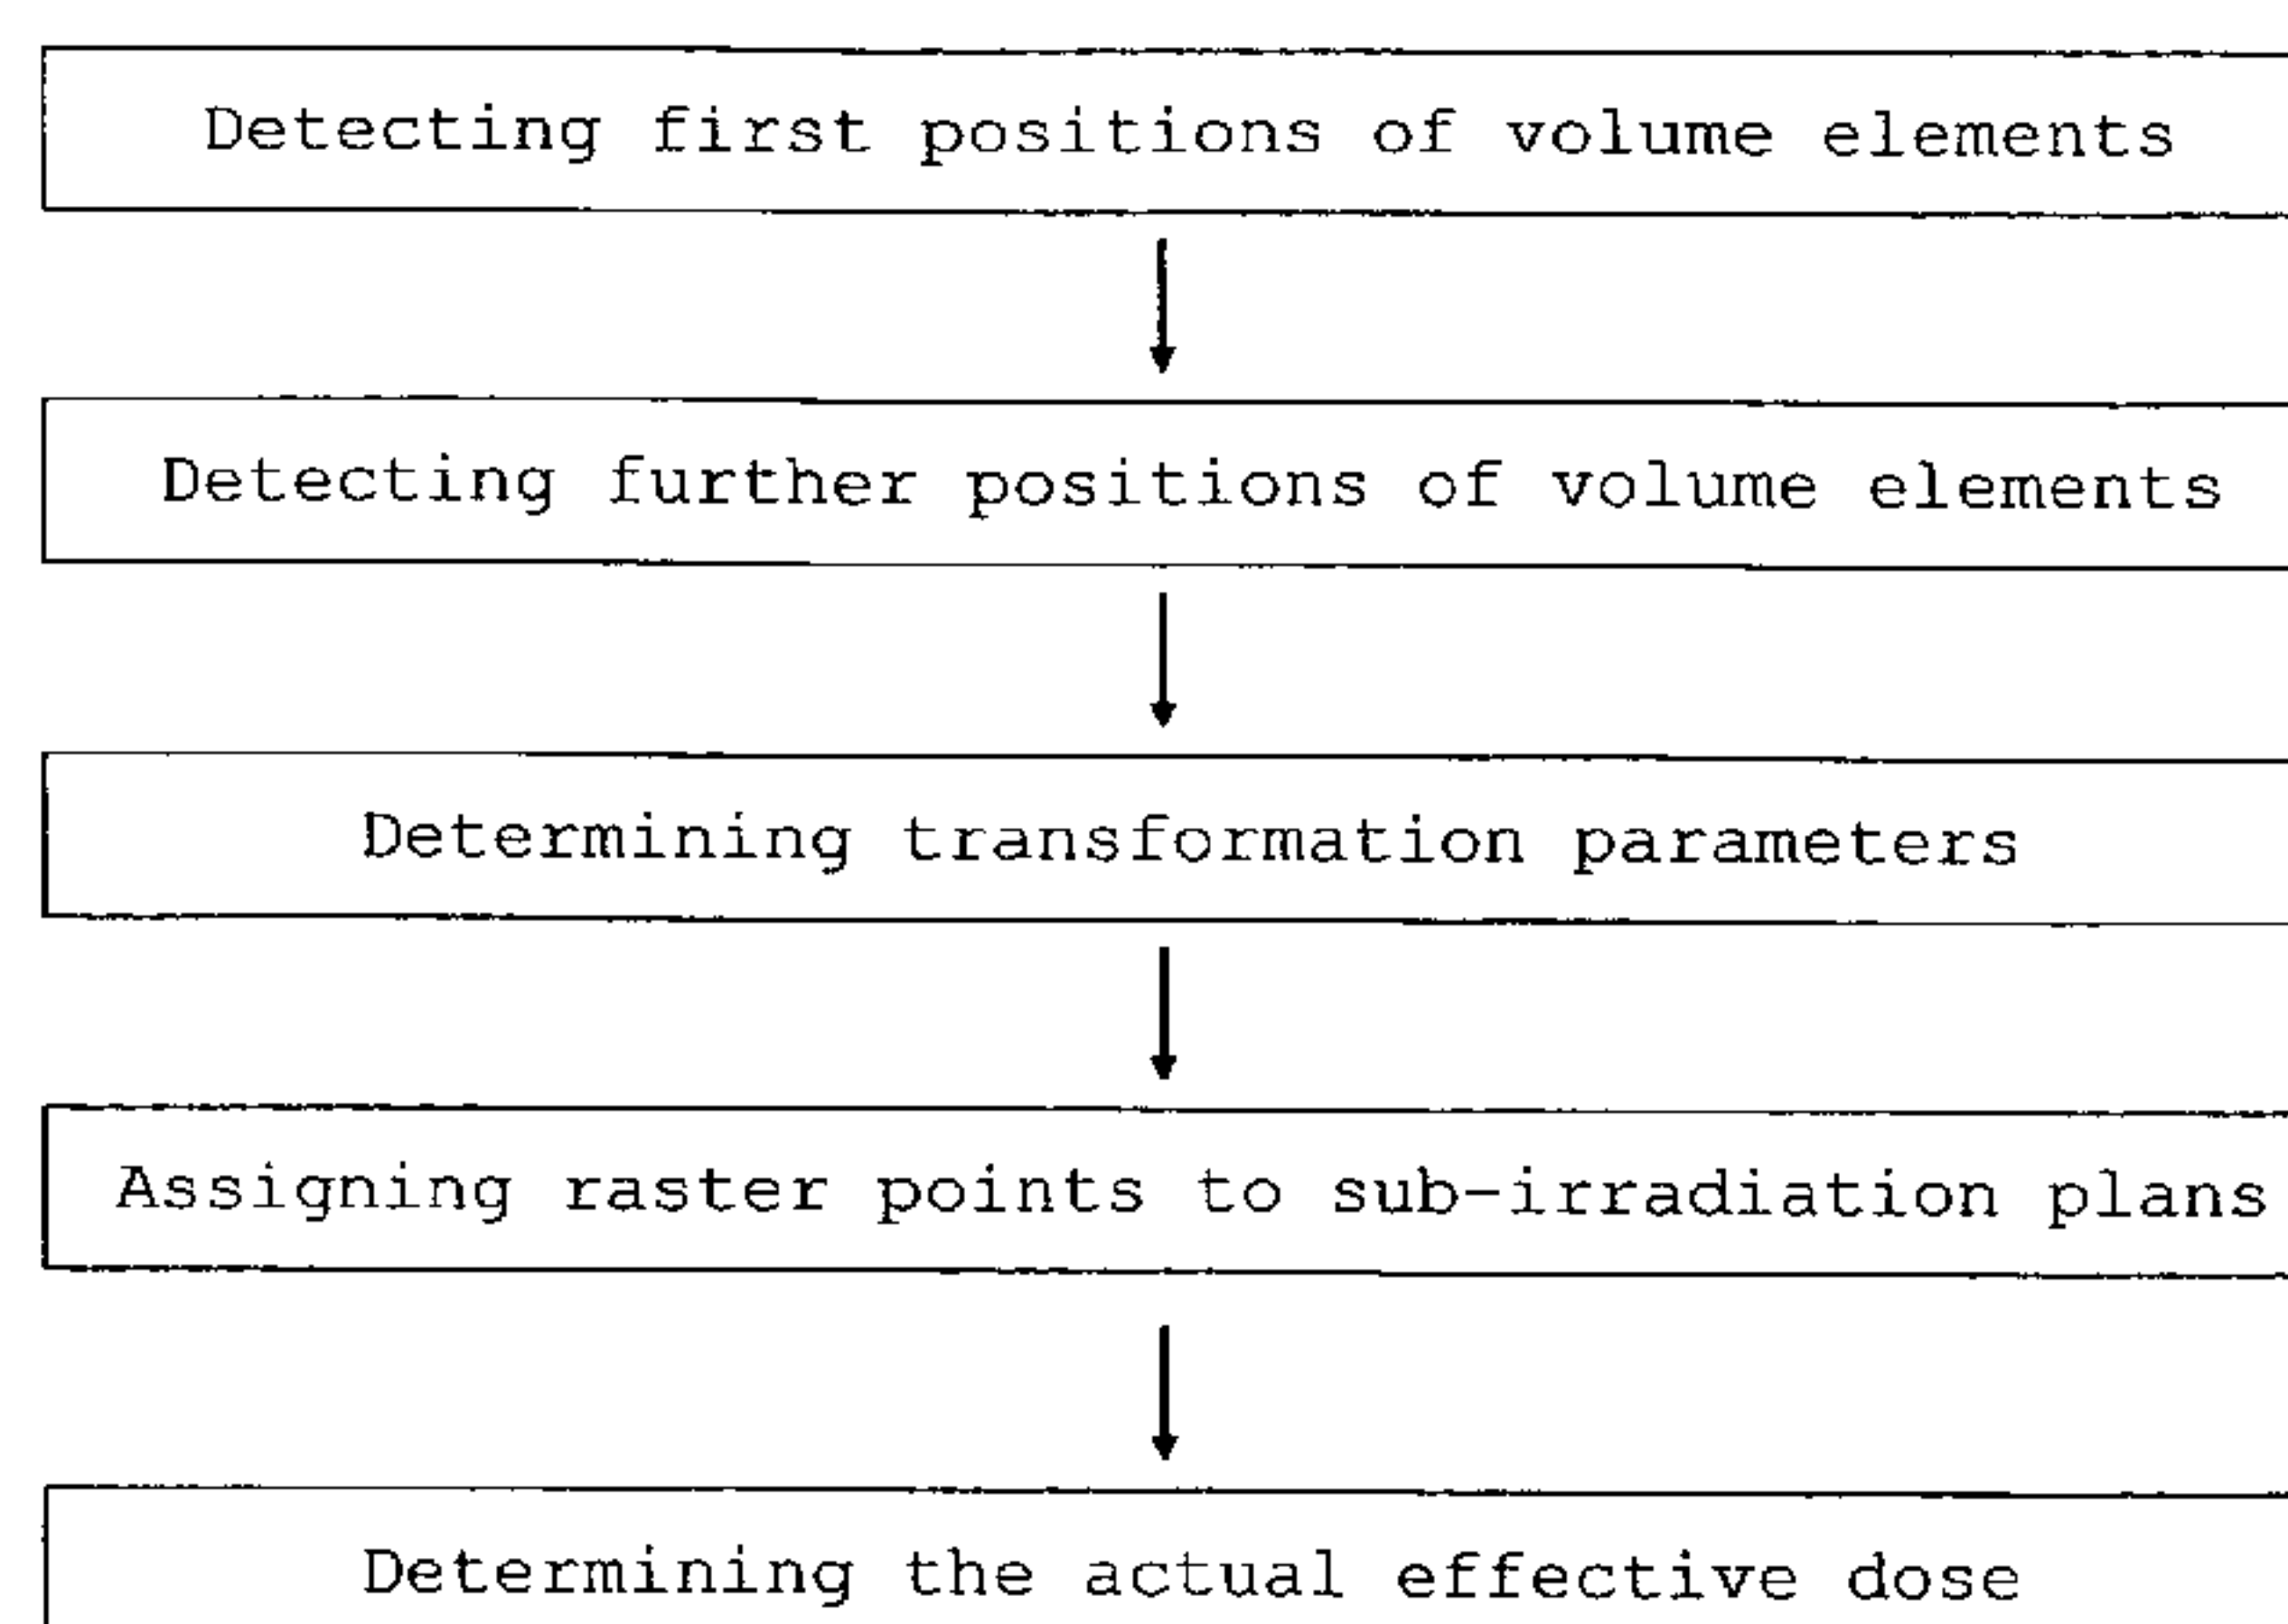 Detecting first positions of volume elements
Detecting further positions of volume elements
Determining transformation parameters
Assigning raster points to sub-irradiation plans
Determining the actual effective dose